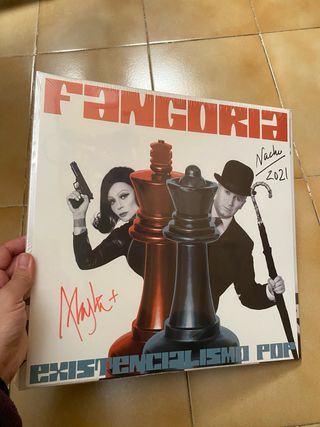 FANGORIA
Nacho
2021
Alaska +
EXISTENCIALISMO POP